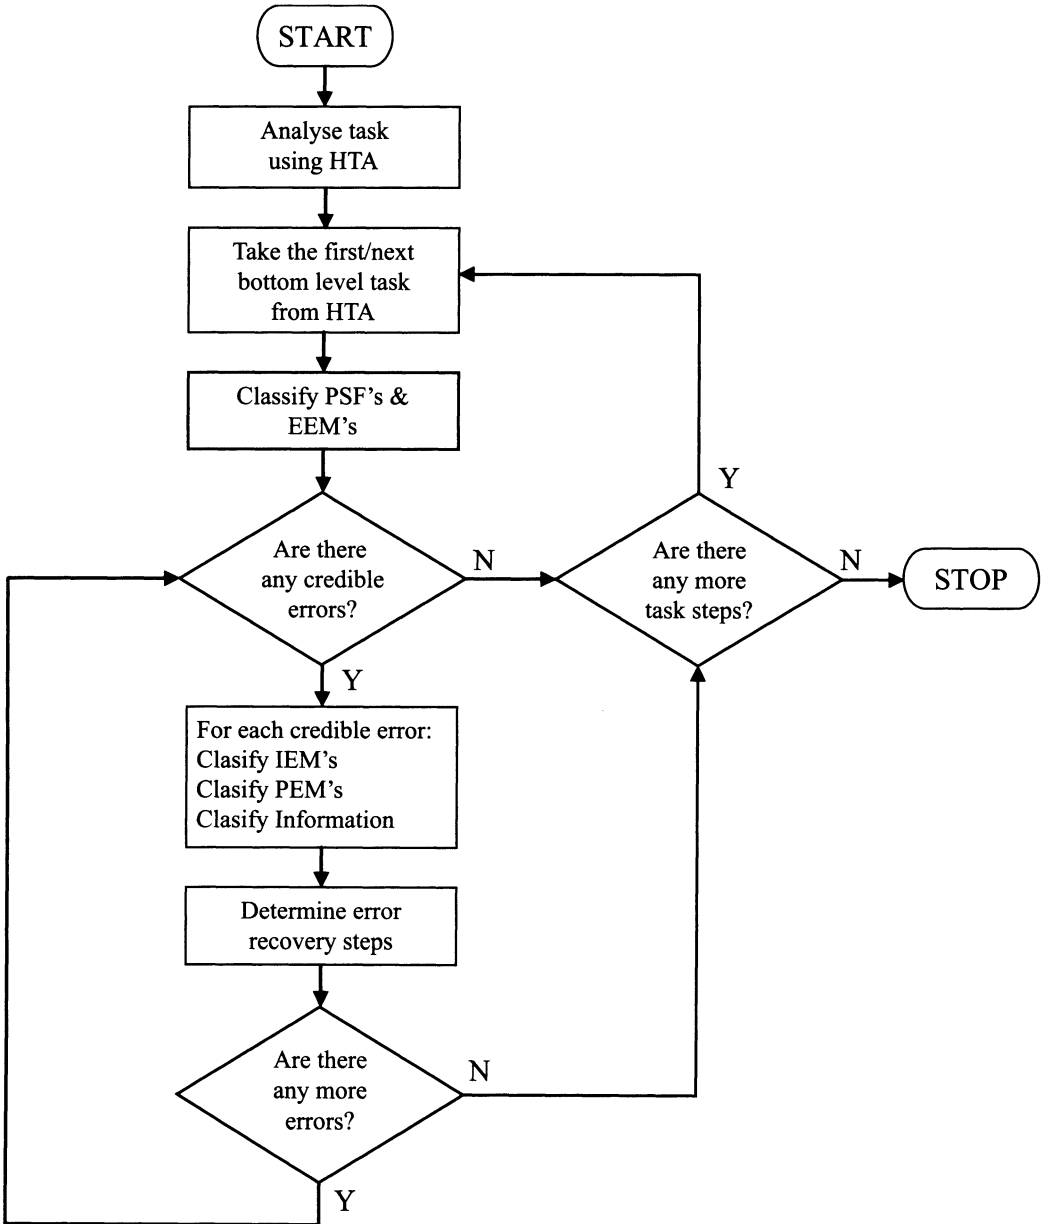 START
Analyse task
using HTA
Take the first/next
bottom level task
from HTA
Classify PSF’s &
EEM’s
Y
Are there
any credible
errors?
N
Are there
any more
task steps?
N
STOP
Y
For each credible error:
Clasify IEM’s
Clasify PEM’s
Clasify Information
Determine error
recovery steps
Are there
any more
errors?
N
Y